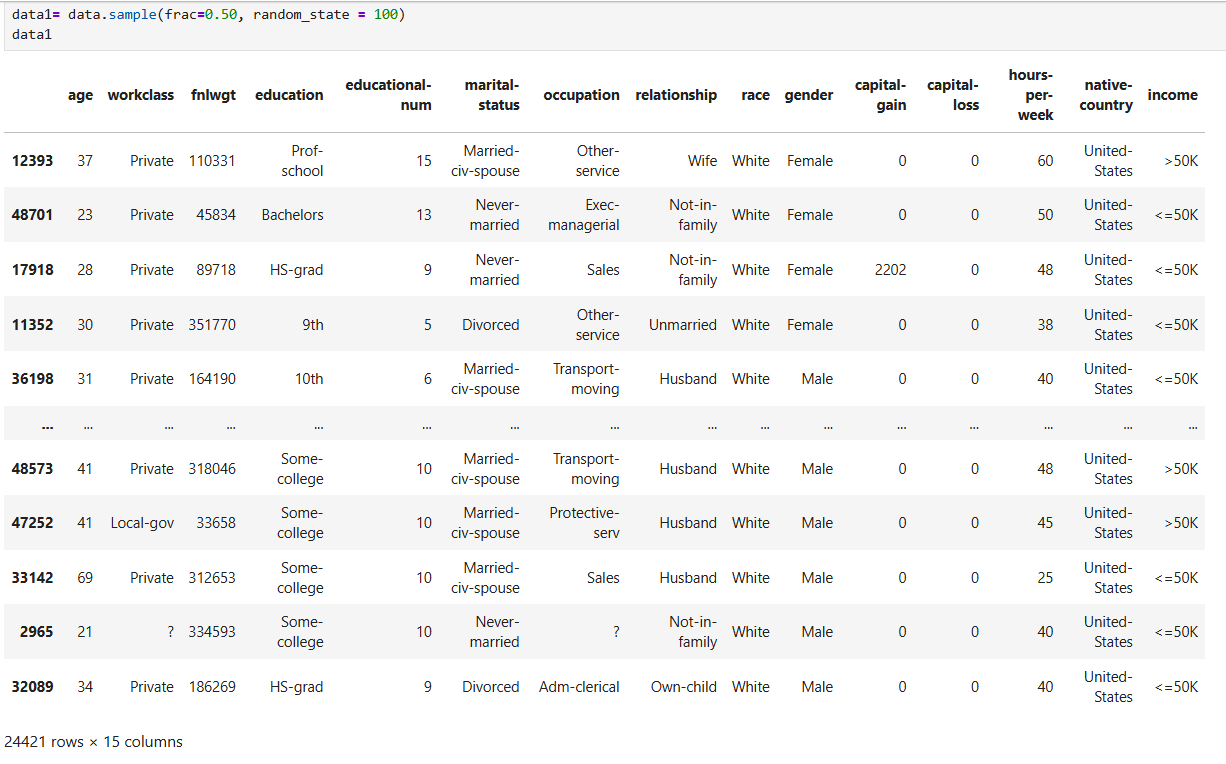 data1= data.sample(frac=0.50, random_state = 100)
data1
age workclass fnlwgt education educational-num marital-status occupation relationship race gender capital-gain capital-loss hours-per-week native-country income
12393 37 Private 110331 Prof-school 15 Married-civ-spouse Other-service Wife White Female 0 0 60 United-States >50K
48701 23 Private 45834 Bachelors 13 Never-married Exec-managerial Not-in-family White Female 0 0 50 United-States <=50K
17918 28 Private 89718 HS-grad 9 Never-married Sales Not-in-family White Female 2202 0 48 United-States <=50K
11352 30 Private 351770 9th 5 Divorced Other-service Unmarried White Female 0 0 38 United-States <=50K
36198 31 Private 164190 10th 6 Married-civ-spouse Transport-moving Husband White Male 0 0 40 United-States <=50K
... ... ... ... ... ... ... ... ... ... ... ... ... ... ... ...
48573 41 Private 318046 Some-college 10 Married-civ-spouse Transport-moving Husband White Male 0 0 48 United-States >50K
47252 41 Local-gov 33658 Some-college 10 Married-civ-spouse Protective-serv Husband White Male 0 0 45 United-States >50K
33142 69 Private 312653 Some-college 10 Married-civ-spouse Sales Husband White Male 0 0 25 United-States <=50K
2965 21 ? 334593 Some-college 10 Never-married ? Not-in-family White Male 0 0 40 United-States <=50K
32089 34 Private 186269 HS-grad 9 Divorced Adm-clerical Own-child White Male 0 0 40 United-States <=50K
24421 rows × 15 columns